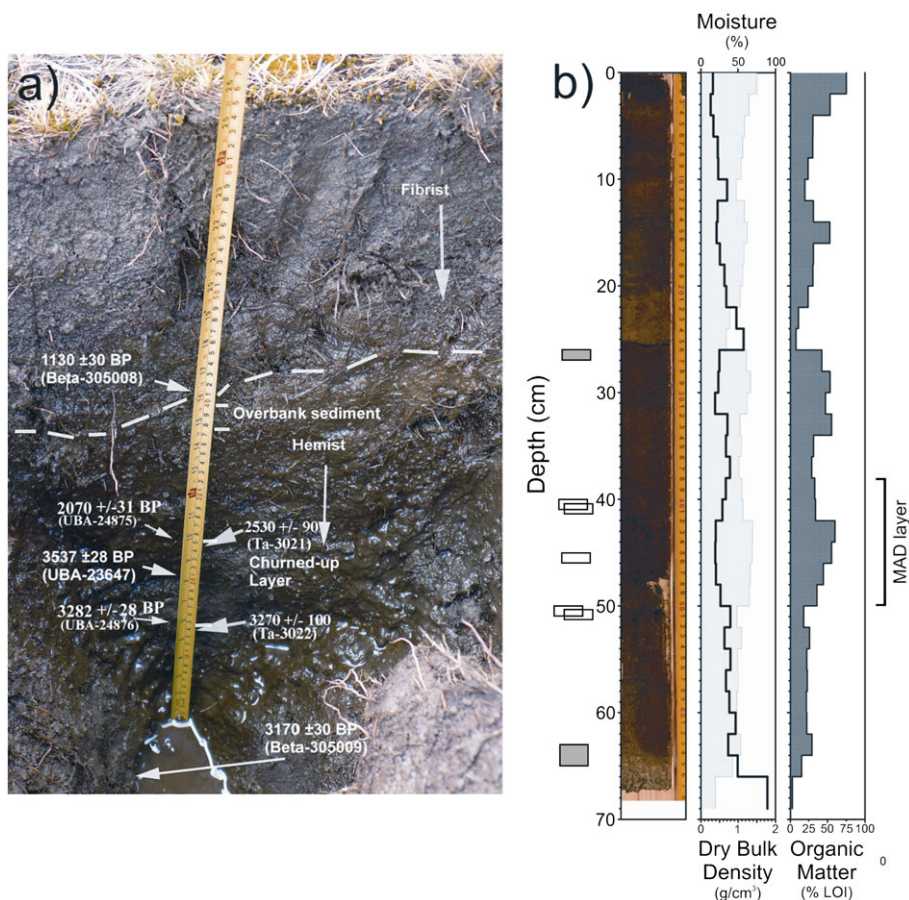 a)
Fibrist
1130 ±30 BP
(Beta-305008)
Overbank sediment
Hemist
2070 +/-31 BP
(UBA-24875)
2530 +/- 90
(Ta-3021)
Churned-up
Layer
3537 ±28 BP
(UBA-23647)
3282 +/-28 BP
(UBA-24876)
3270 +/- 100
(Ta-3022)
3170 ±30 BP
(Beta-305009)
b)
Moisture
(%)
0 50 100
Depth (cm)
0
10
20
30
40
50
60
70
MAD layer
0 1 2
Dry Bulk
Density
(g/cm³)
0 25 50 75 100
Organic
Matter
(% LOI)
0